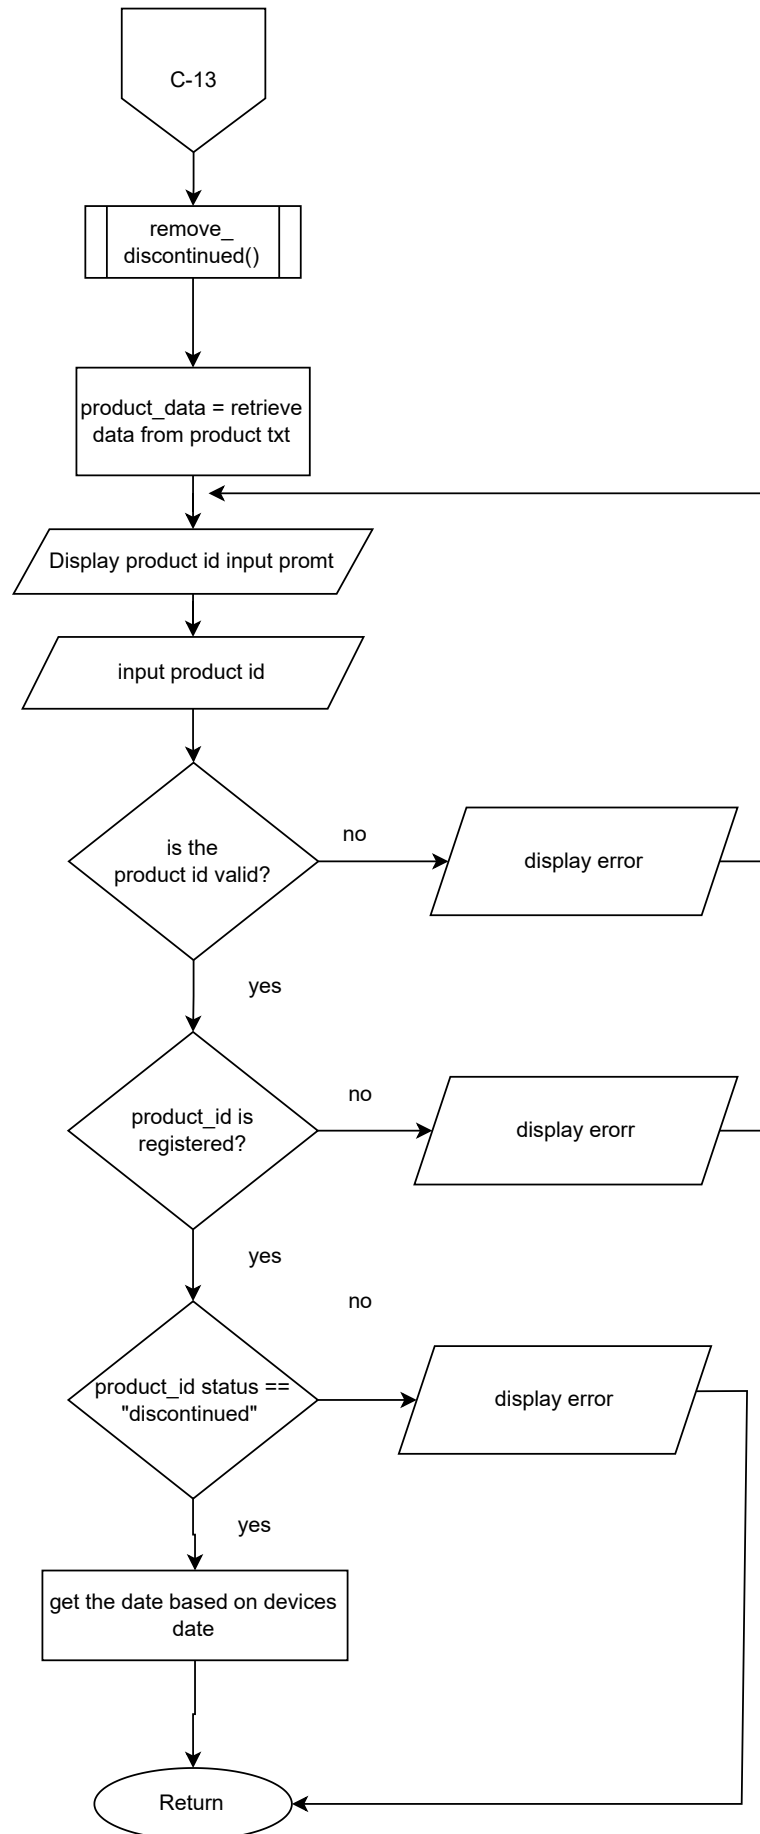 C-13
remove_
discontinued()
product_data = retrieve
data from product txt
Display product id input promt
input product id
is the
product id valid?
no
display error
yes
product_id is
registered?
no
display erorr
yes
no
product_id status ==
"discontinued"
display error
yes
get the date based on devices
date
Return